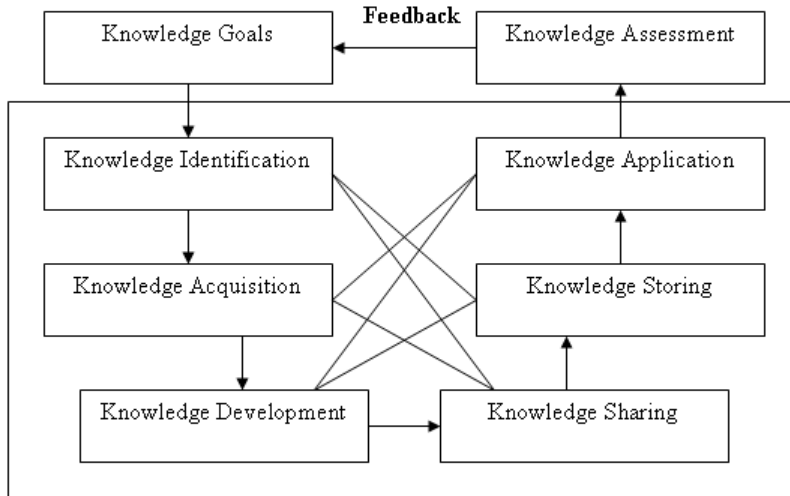 Feedback
Knowledge Goals
Knowledge Assessment
Knowledge Identification
Knowledge Application
Knowledge Acquisition
Knowledge Storing
Knowledge Development
Knowledge Sharing